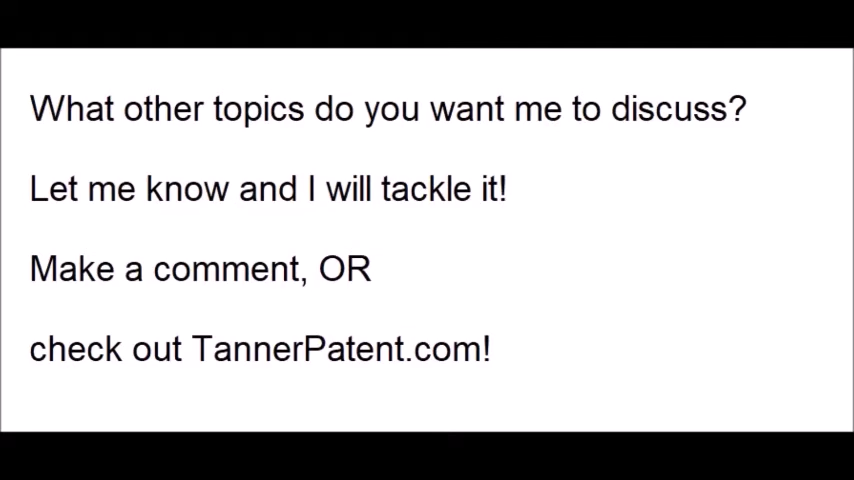 What other topics do you want me to discuss?
Let me know and I will tackle it!
Make a comment, OR
check out TannerPatent.com!